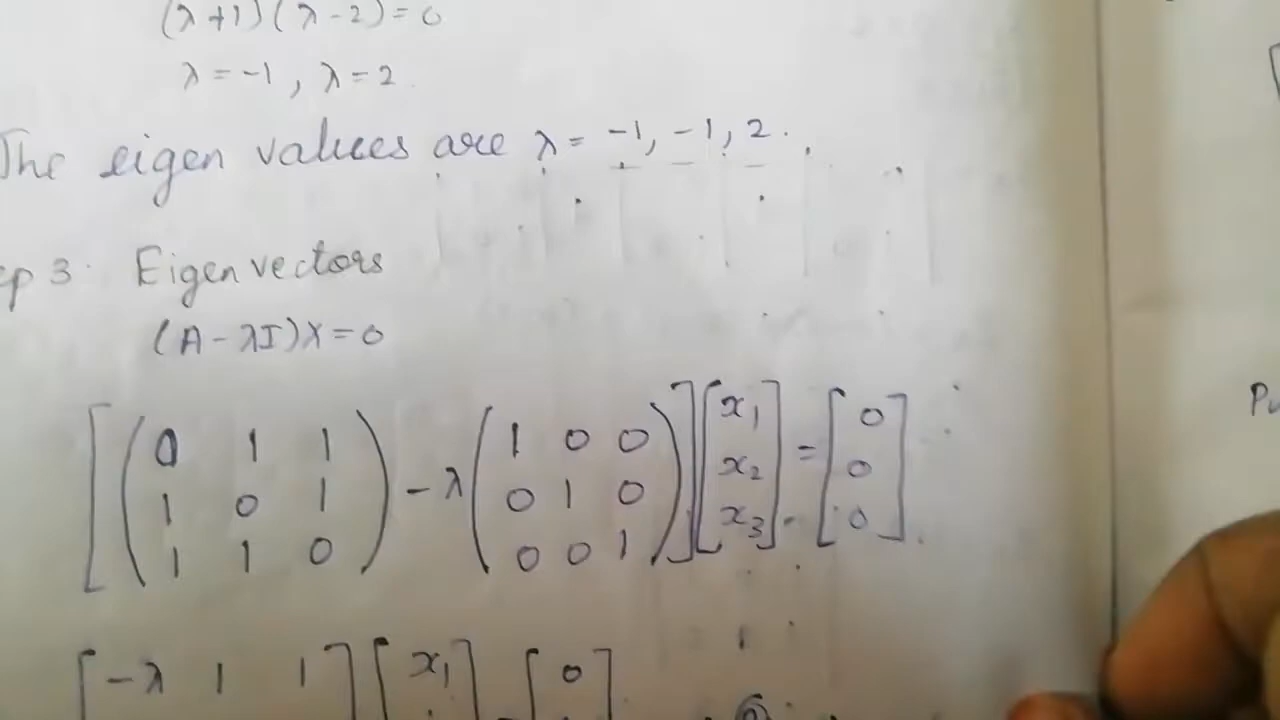 (λ+1)(λ-2)=0
λ=-1, λ=2.
The eigen values are λ= -1, -1, 2.
ep 3. Eigen vectors
(A-λI)X=0
[(0 1 1 - λ(1 0 0)] [x1 = [0
1 0 1 0 1 0 x2 0
1 1 0) 0 0 1 x3] 0]
[-λ 1 1] [x1] [0]
Pu